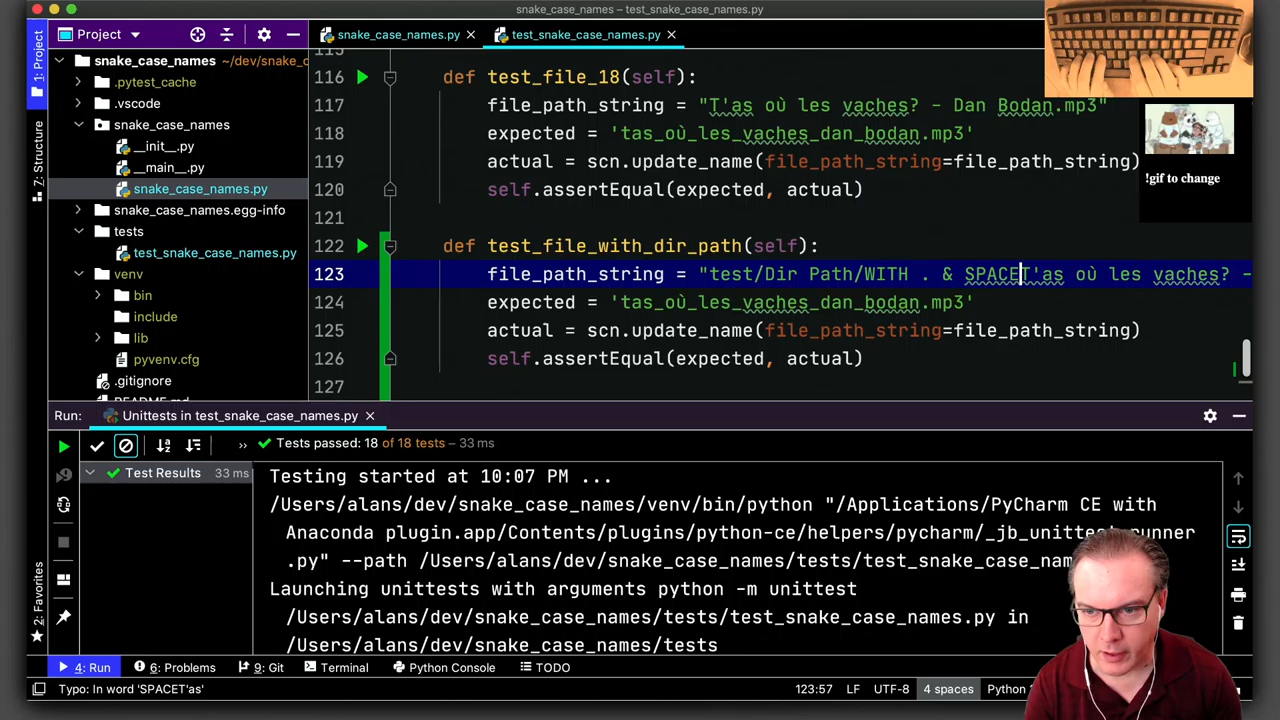 snake_case_names – test_snake_case_names.py
Project
snake_case_names.py
test_snake_case_names.py
1: Project
Z: Structure
2: Favorites
snake_case_names ~/dev/snake_c
.pytest_cache
.vscode
snake_case_names
__init__.py
__main__.py
snake_case_names.py
snake_case_names.egg-info
tests
test_snake_case_names.py
venv
bin
include
lib
pyvenv.cfg
.gitignore
README.md
115
116 def test_file_18(self):
117 file_path_string = "T'as où les vaches? - Dan Bodan.mp3"
118 expected = 'tas_où_les_vaches_dan_bodan.mp3'
119 actual = scn.update_name(file_path_string=file_path_string)
120 self.assertEqual(expected, actual)
121
122 def test_file_with_dir_path(self):
123 file_path_string = "test/Dir Path/WITH . & SPACET'as où les vaches? -
124 expected = 'tas_où_les_vaches_dan_bodan.mp3'
125 actual = scn.update_name(file_path_string=file_path_string)
126 self.assertEqual(expected, actual)
127
!gif to change
Run: Unittests in test_snake_case_names.py
» Tests passed: 18 of 18 tests – 33 ms
Test Results 33 ms
Testing started at 10:07 PM ...
/Users/alans/dev/snake_case_names/venv/bin/python "/Applications/PyCharm CE with
Anaconda plugin.app/Contents/plugins/python-ce/helpers/pycharm/_jb_unittest_runner
.py" --path /Users/alans/dev/snake_case_names/tests/test_snake_case_nam
Launching unittests with arguments python -m unittest
/Users/alans/dev/snake_case_names/tests/test_snake_case_names.py in
/Users/alans/dev/snake_case_names/tests
4: Run
6: Problems
9: Git
Terminal
Python Console
TODO
Typo: In word 'SPACET'as'
123:57 LF UTF-8 4 spaces Python